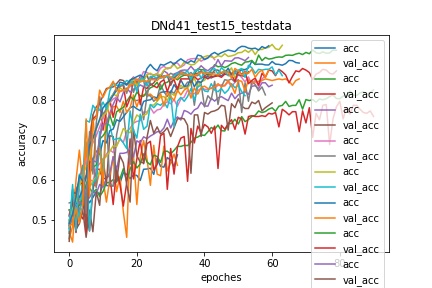 DNd41_test15_testdata
0.9
0.8
0.7
0.6
0.5
accuracy
0
20
40
60
epoches
acc
val_acc
acc
val_acc
acc
val_acc
acc
val_acc
acc
val_acc
acc
val_acc
acc
val_acc
acc
val_acc